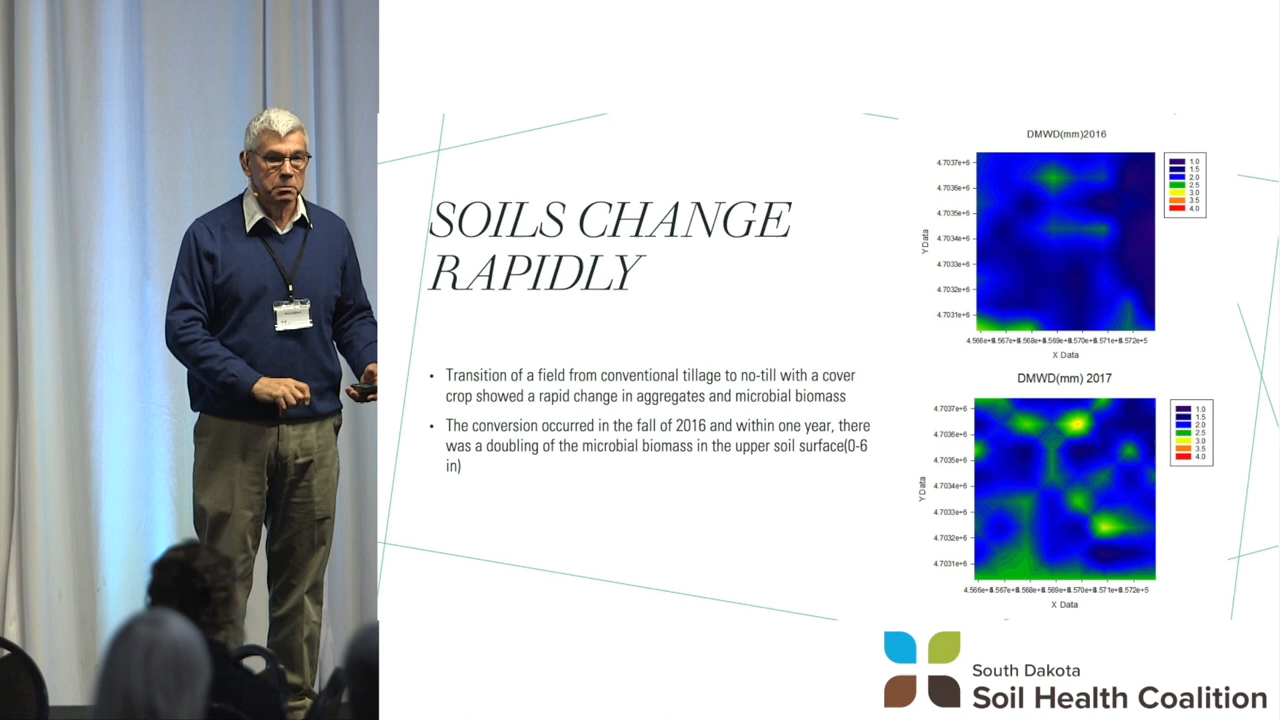 SOILS CHANGE
RAPIDLY
• Transition of a field from conventional tillage to no-till with a cover
crop showed a rapid change in aggregates and microbial biomass
• The conversion occurred in the fall of 2016 and within one year, there
was a doubling of the microbial biomass in the upper soil surface(0-6
in)
DMWD(mm)2016
4.7037e+6
4.7036e+6
4.7035e+6
4.7034e+6
4.7033e+6
4.7032e+6
4.7031e+6
Y Data
X Data
1.0
1.5
2.0
2.5
3.0
3.5
4.0
DMWD(mm) 2017
4.7037e+6
4.7036e+6
4.7035e+6
4.7034e+6
4.7033e+6
4.7032e+6
4.7031e+6
Y Data
X Data
1.0
1.5
2.0
2.5
3.0
3.5
4.0
South Dakota
Soil Health Coalition